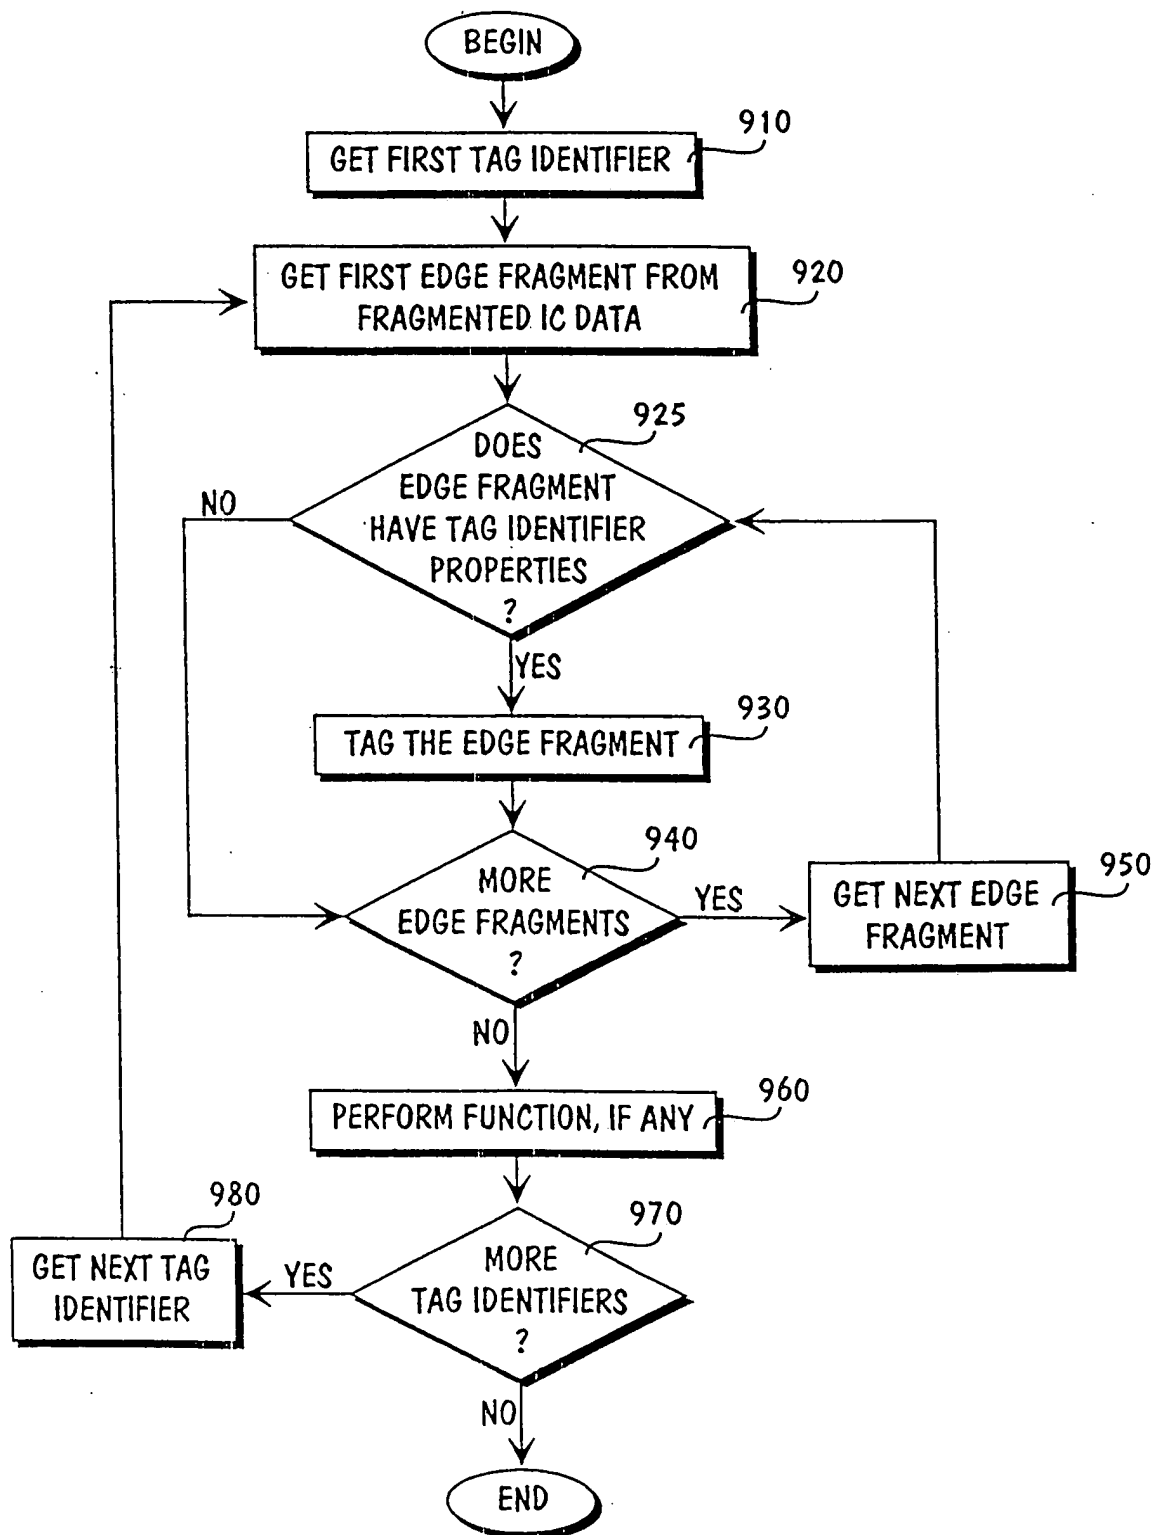 BEGIN
910
GET FIRST TAG IDENTIFIER
920
GET FIRST EDGE FRAGMENT FROM
FRAGMENTED IC DATA
925
DOES
EDGE FRAGMENT
HAVE TAG IDENTIFIER
PROPERTIES
?
NO
YES
930
TAG THE EDGE FRAGMENT
940
MORE
EDGE FRAGMENTS
?
YES
950
GET NEXT EDGE
FRAGMENT
NO
960
PERFORM FUNCTION, IF ANY
970
MORE
TAG IDENTIFIERS
?
YES
980
GET NEXT TAG
IDENTIFIER
NO
END